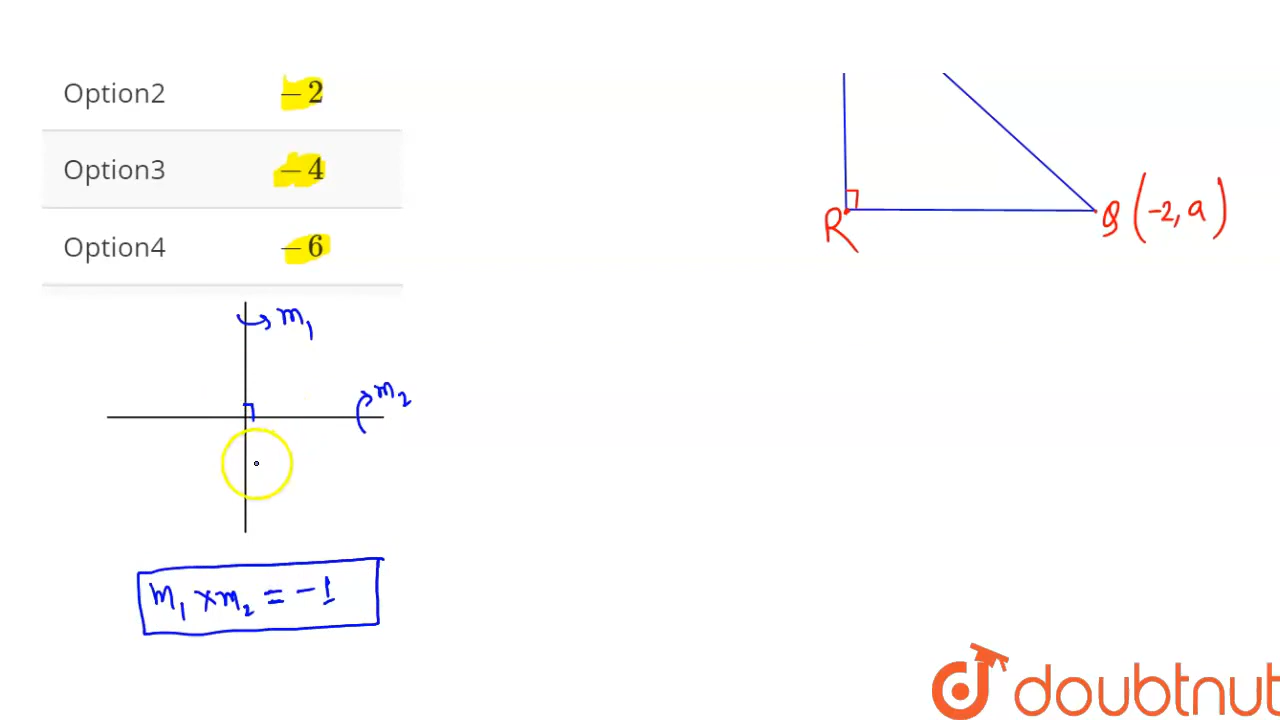 Option2 -2
Option3 -4
Option4 -6
R
Q (-2, a)
m1
m2
m1 × m2 = -1
doubtnut